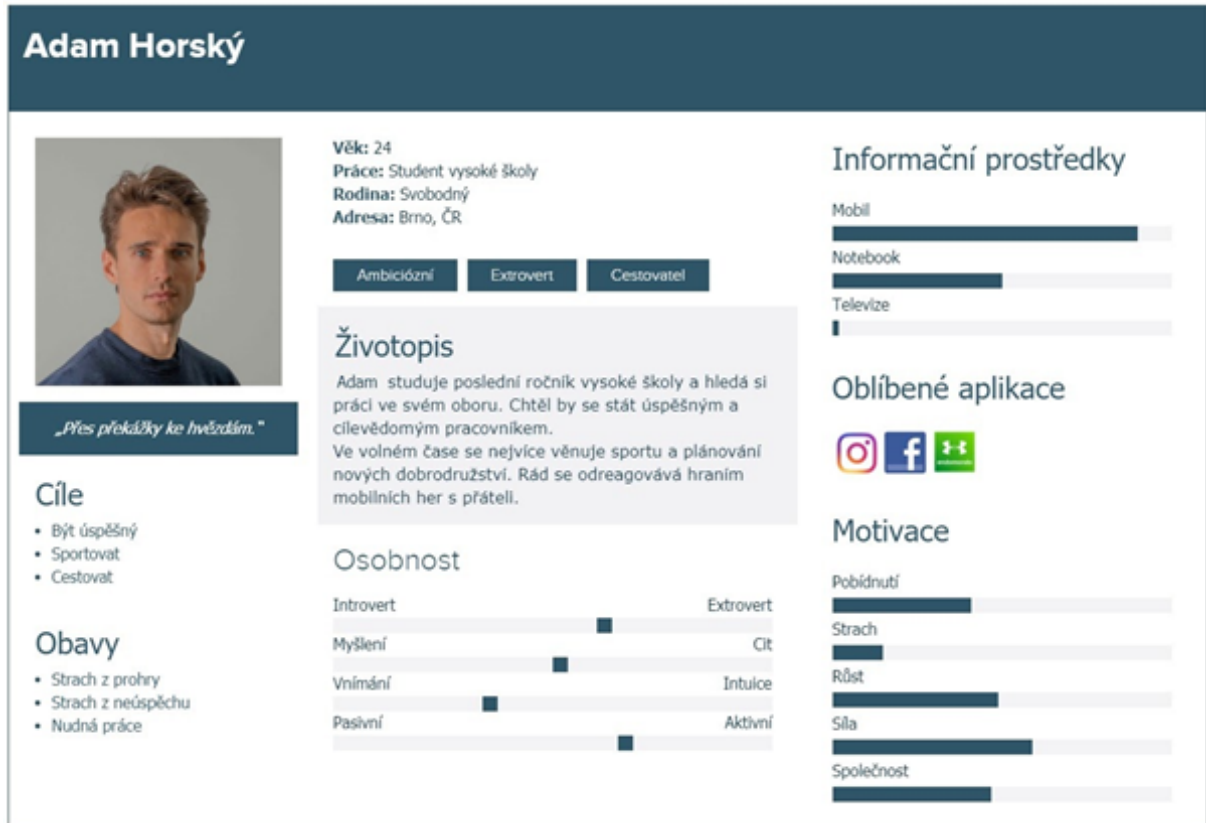 Adam Horský
„Přes překážky ke hvězdám."
Cíle
• Být úspěšný
• Sportovat
• Cestovat
Obavy
• Strach z prohry
• Strach z neúspěchu
• Nudná práce
Věk: 24
Práce: Student vysoké školy
Rodina: Svobodný
Adresa: Brno, ČR
Ambiciózní Extrovert Cestovatel
Životopis
Adam studuje poslední ročník vysoké školy a hledá si
práci ve svém oboru. Chtěl by se stát úspěšným a
cílevědomým pracovníkem.
Ve volném čase se nejvíce věnuje sportu a plánování
nových dobrodružství. Rád se odreagovává hraním
mobilních her s přáteli.
Osobnost
Introvert Extrovert
Myšlení Cit
Vnímání Intuice
Pasivní Aktivní
Informační prostředky
Mobil
Notebook
Televize
Oblíbené aplikace
Motivace
Pobídnutí
Strach
Růst
Síla
Společnost